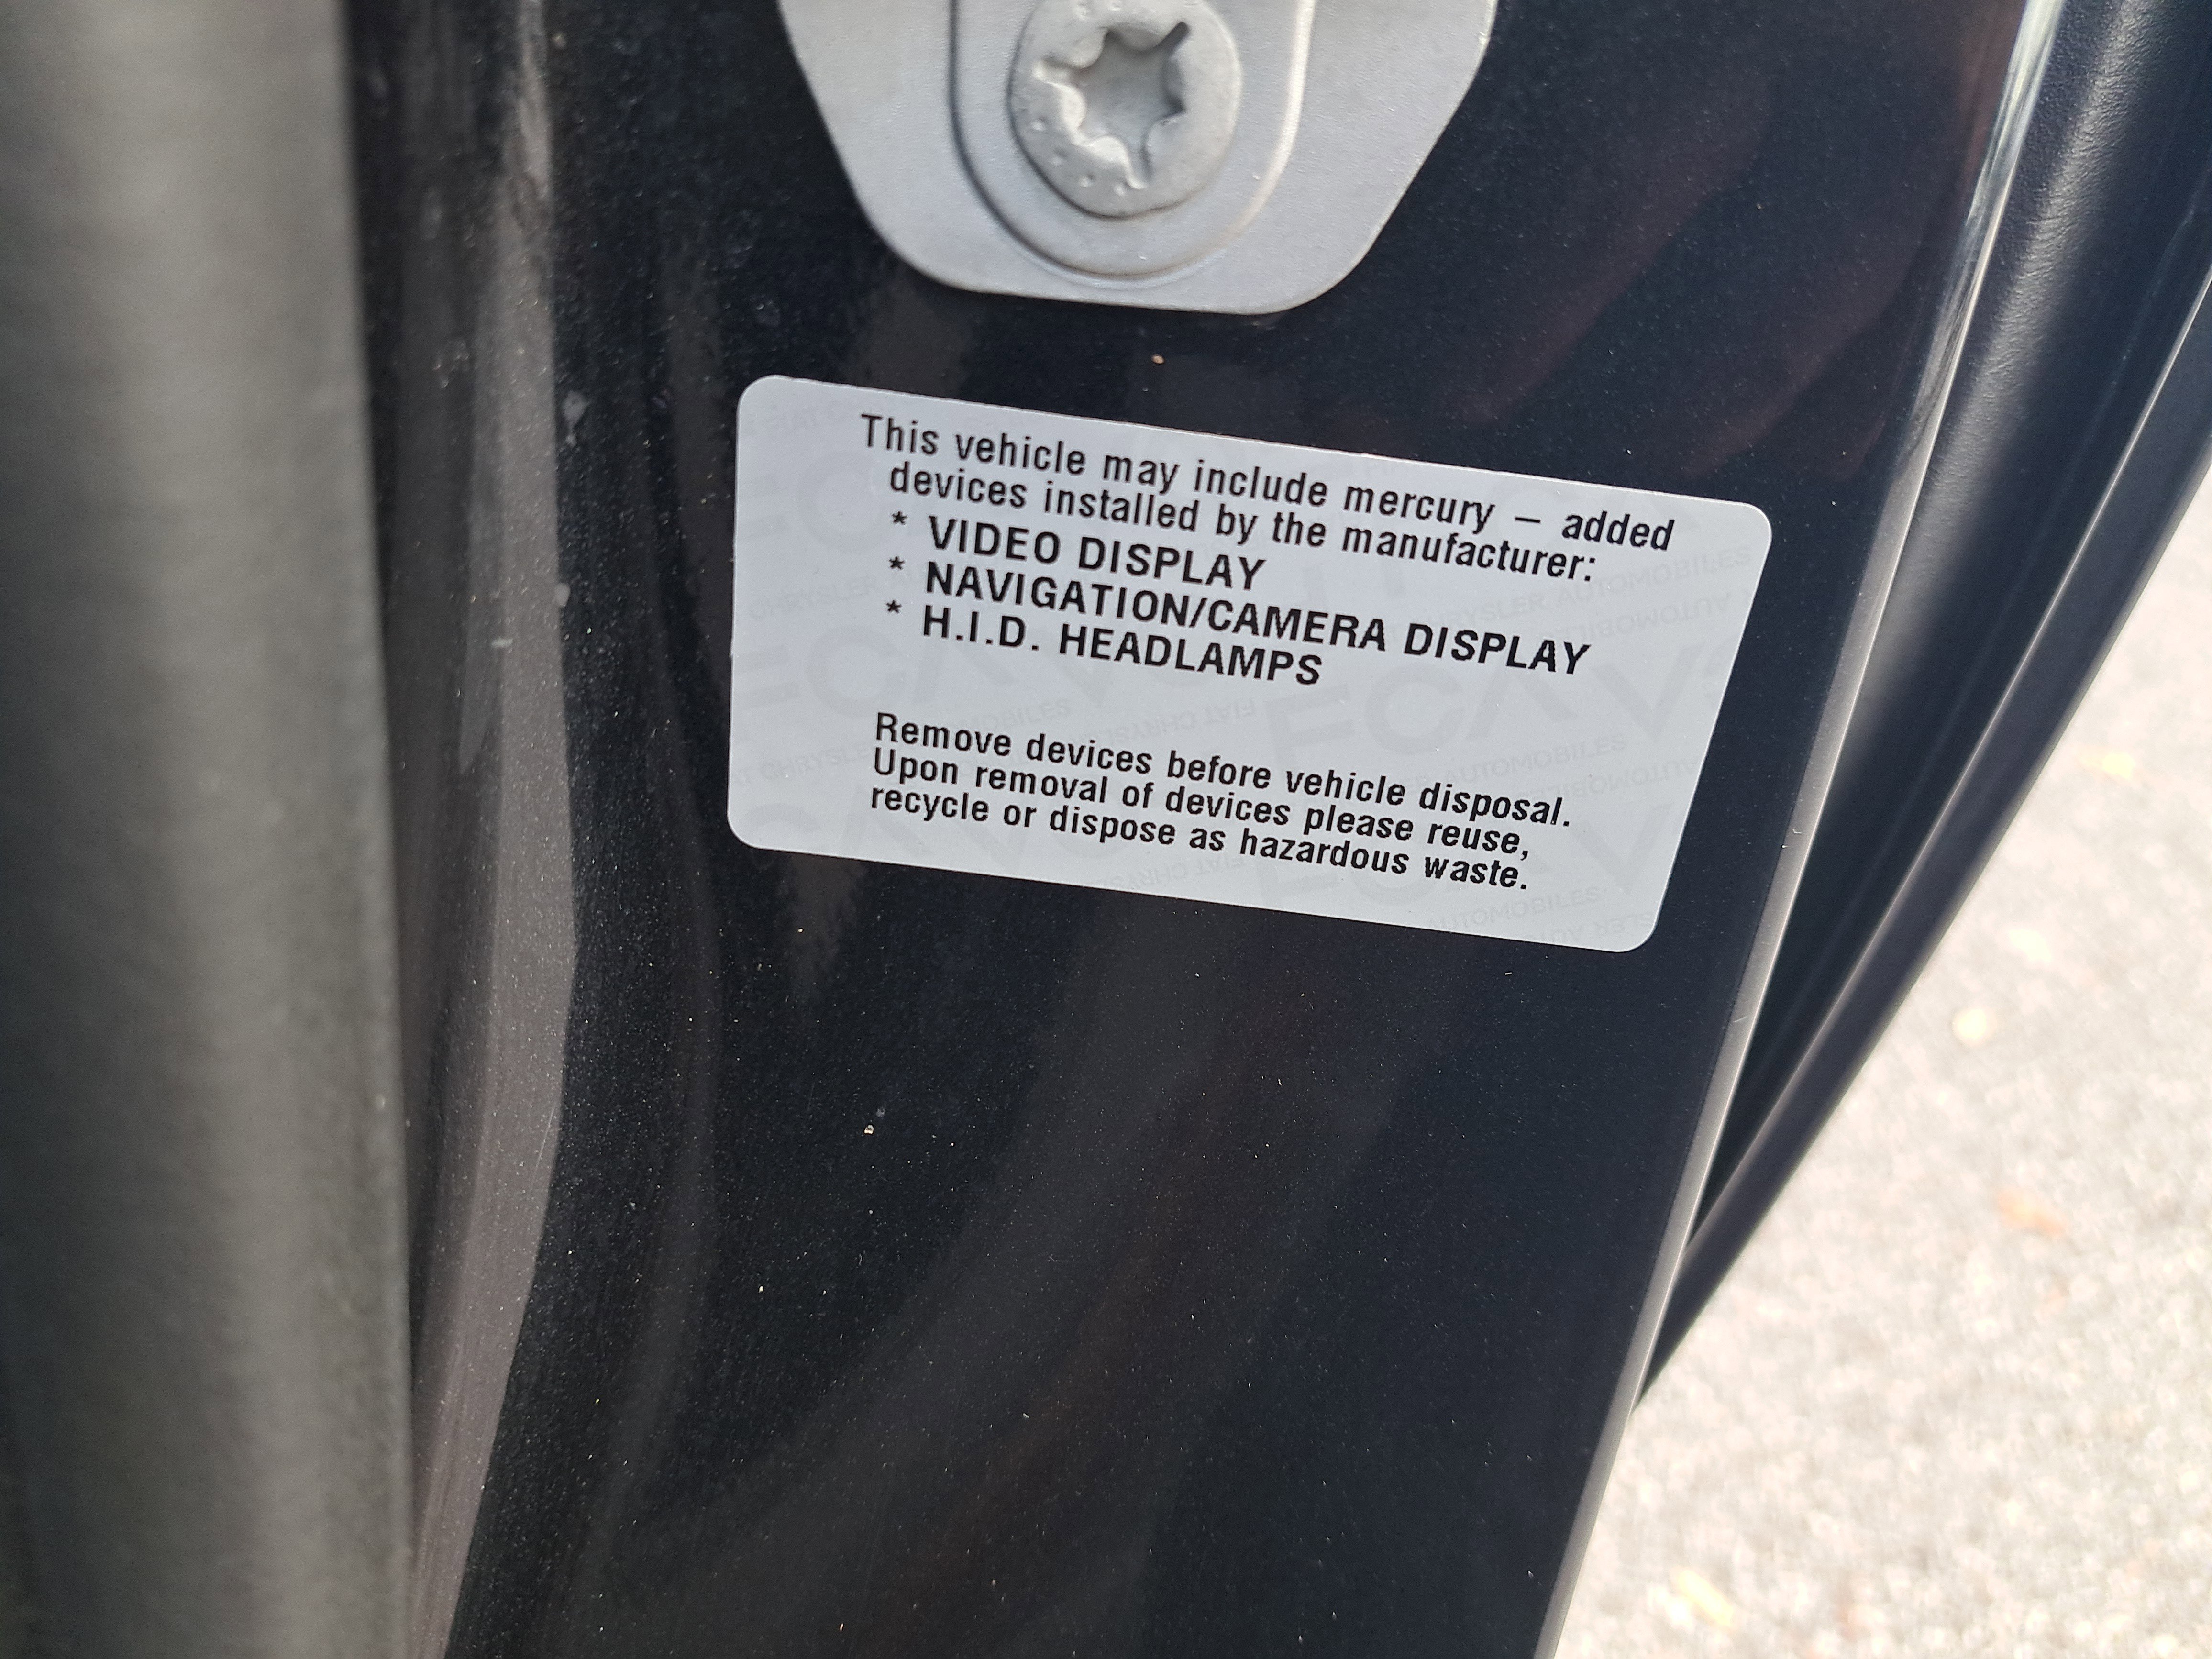 This vehicle may include mercury – added
devices installed by the manufacturer:
* VIDEO DISPLAY
* NAVIGATION/CAMERA DISPLAY
* H.I.D. HEADLAMPS
Remove devices before vehicle disposal.
Upon removal of devices please reuse,
recycle or dispose as hazardous waste.